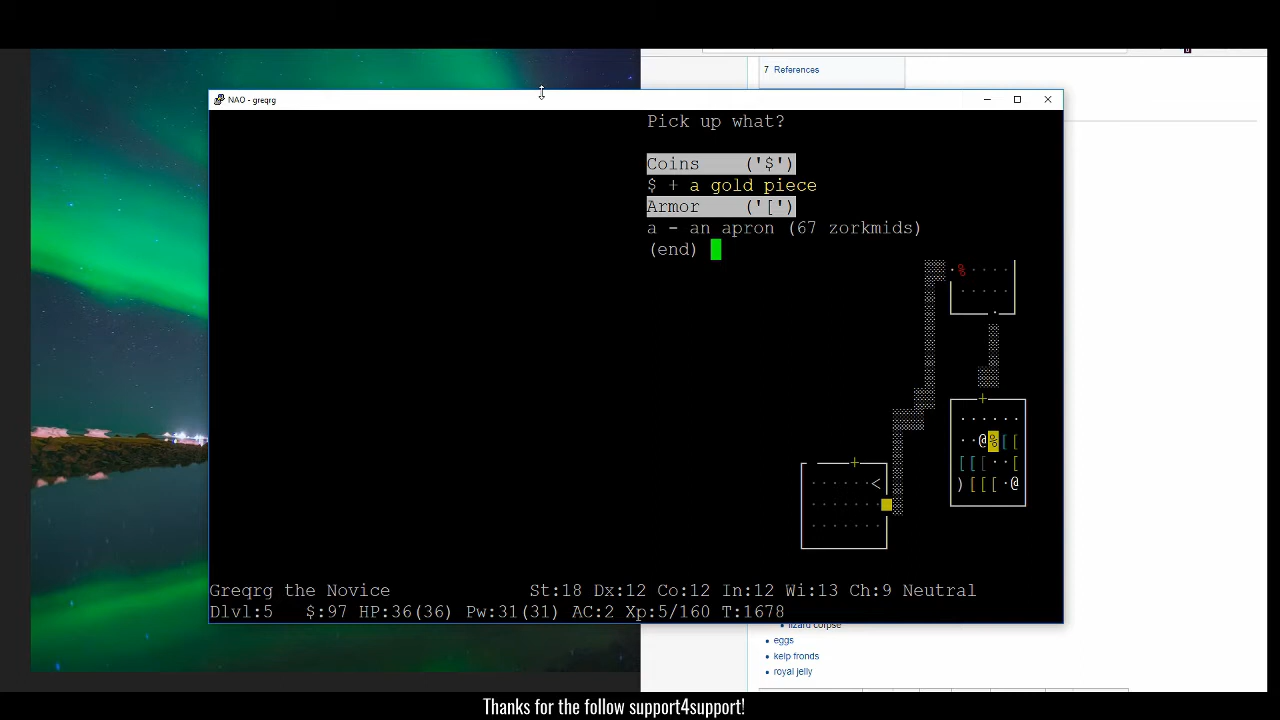 7 References
NAO - greqrg
Pick up what?
Coins ('$')
$ + a gold piece
Armor ('[')
a - an apron (67 zorkmids)
(end)
Greqrg the Novice St:18 Dx:12 Co:12 In:12 Wi:13 Ch:9 Neutral
Dlvl:5 $:97 HP:36(36) Pw:31(31) AC:2 Xp:5/160 T:1678
lizard corpse
eggs
kelp fronds
royal jelly
Thanks for the follow support4support!